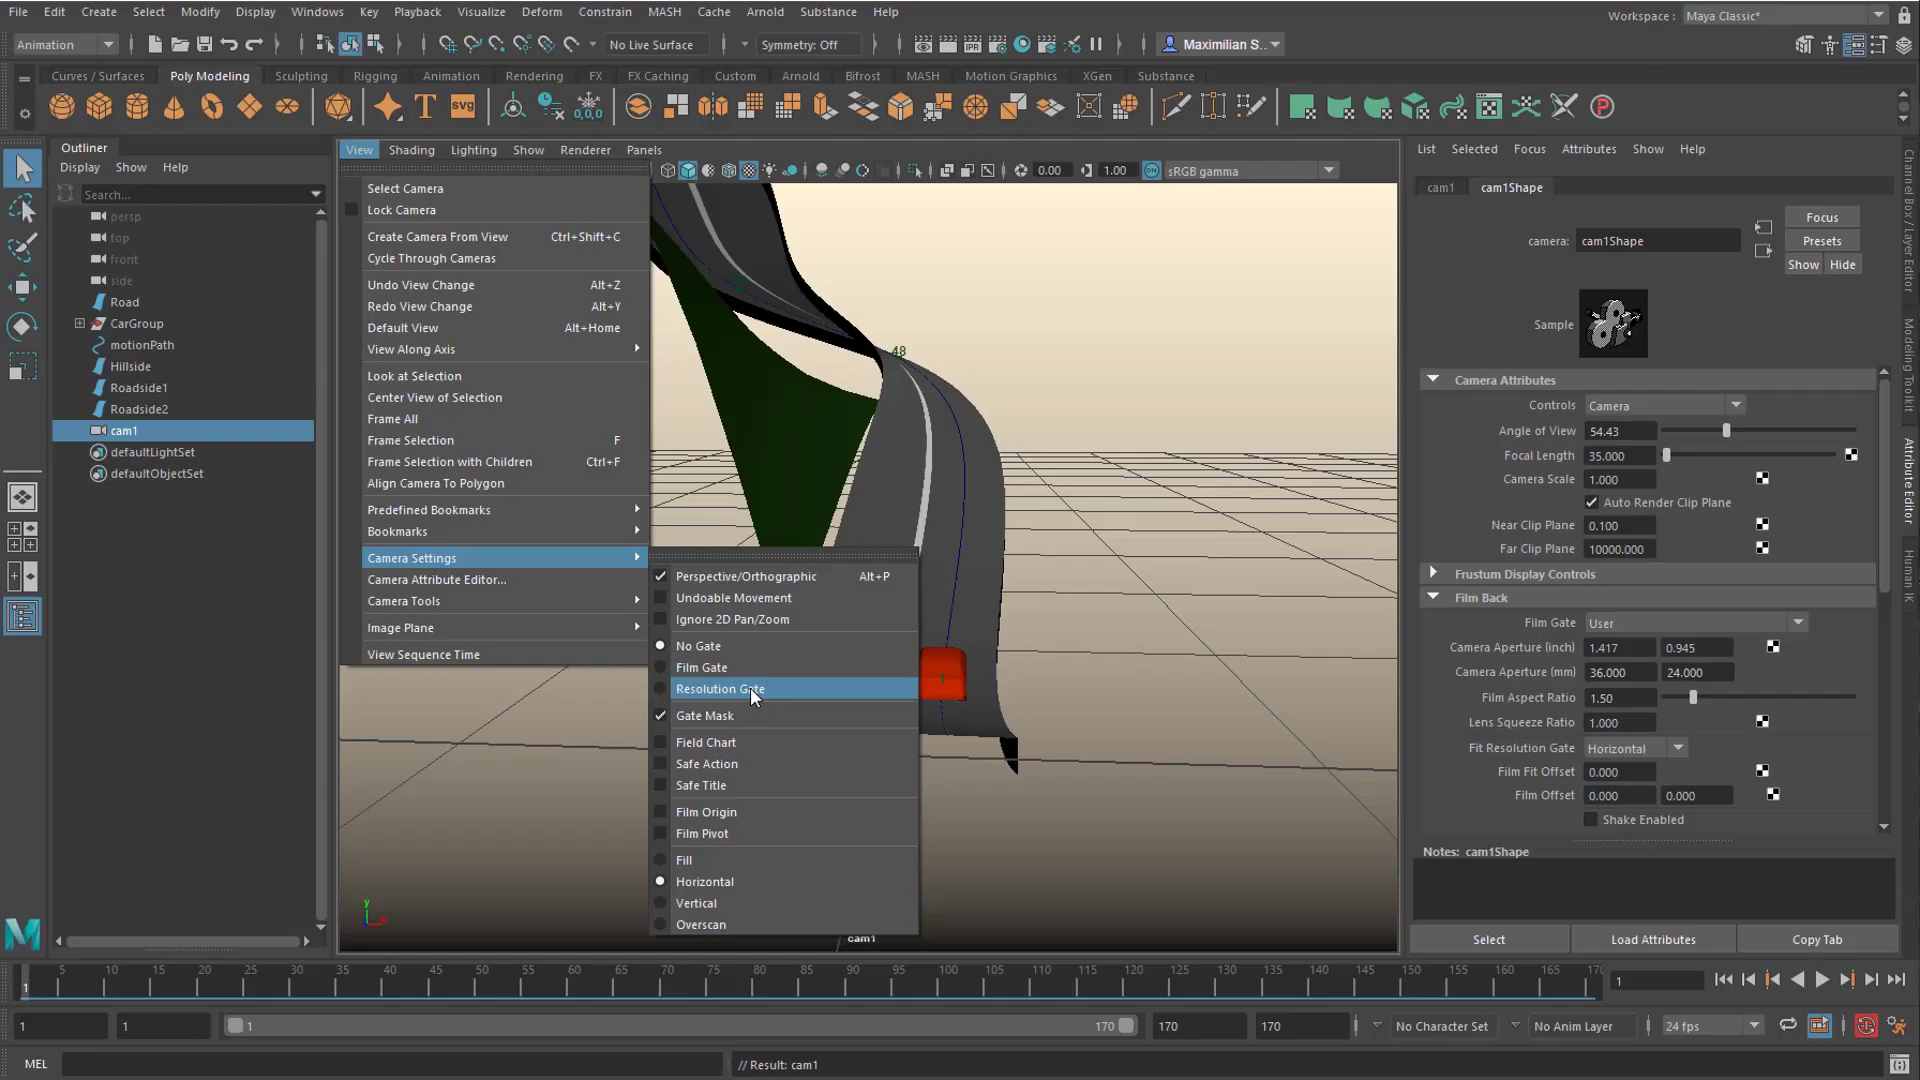 File Edit Create Select Modify Display Windows Key Playback Visualize Deform Constrain MASH Cache Arnold Substance Help
Workspace : Maya Classic*
Animation No Live Surface Symmetry: Off Maximilian S...
Curves / Surfaces Poly Modeling Sculpting Rigging Animation Rendering FX FX Caching Custom Arnold Bifrost MASH Motion Graphics XGen Substance
T svg 0,0,0
Outliner
Display Show Help
Search...
persp
top
front
side
Road
CarGroup
motionPath
Hillside
Roadside1
Roadside2
cam1
defaultLightSet
defaultObjectSet
View Shading Lighting Show Renderer Panels
0.00 1.00 ON sRGB gamma
Select Camera
Lock Camera
Create Camera From View Ctrl+Shift+C
Cycle Through Cameras
Undo View Change Alt+Z
Redo View Change Alt+Y
Default View Alt+Home
View Along Axis
Look at Selection
Center View of Selection
Frame All
Frame Selection F
Frame Selection with Children Ctrl+F
Align Camera To Polygon
Predefined Bookmarks
Bookmarks
Camera Settings
Camera Attribute Editor...
Camera Tools
Image Plane
View Sequence Time
Perspective/Orthographic Alt+P
Undoable Movement
Ignore 2D Pan/Zoom
No Gate
Film Gate
Resolution Gate
Gate Mask
Field Chart
Safe Action
Safe Title
Film Origin
Film Pivot
Fill
Horizontal
Vertical
Overscan
48
1
y
x
cam1
List Selected Focus Attributes Show Help
cam1 cam1Shape
camera: cam1Shape
Focus
Presets
Show Hide
Sample
Camera Attributes
Controls Camera
Angle of View 54.43
Focal Length 35.000
Camera Scale 1.000
Auto Render Clip Plane
Near Clip Plane 0.100
Far Clip Plane 10000.000
Frustum Display Controls
Film Back
Film Gate User
Camera Aperture (inch) 1.417 0.945
Camera Aperture (mm) 36.000 24.000
Film Aspect Ratio 1.50
Lens Squeeze Ratio 1.000
Fit Resolution Gate Horizontal
Film Fit Offset 0.000
Film Offset 0.000 0.000
Shake Enabled
Notes: cam1Shape
Select Load Attributes Copy Tab
Channel Box / Layer Editor
Modeling Toolkit
Attribute Editor
Human IK
5 10 15 20 25 30 35 40 45 50 55 60 65 70 75 80 85 90 95 100 105 110 115 120 125 130 135 140 145 150 155 160 165 170
1 1
1 1 1 170 170 170 No Character Set No Anim Layer 24 fps
MEL // Result: cam1